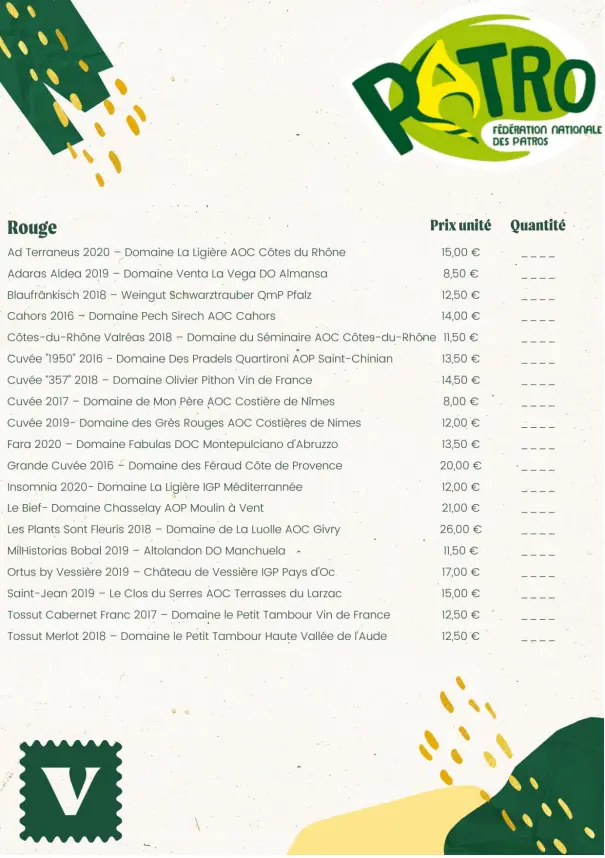 PATRO
FÉDÉRATION NATIONALE
DES PATROS
Rouge Prix unité Quantité
Ad Terraneus 2020 – Domaine La Ligière AOC Côtes du Rhône 15,00 € _ _ _ _
Adaras Aldea 2019 – Domaine Venta La Vega DO Almansa 8,50 € _ _ _ _
Blaufränkisch 2018 – Weingut Schwartztrauber QmP Pfalz 12,50 € _ _ _ _
Cahors 2016 – Domaine Pech Sirech AOC Cahors 14,00 € _ _ _ _
Côtes-du-Rhône Valréas 2018 – Domaine du Séminaire AOC Côtes-du-Rhône 11,50 € _ _ _ _
Cuvée "1950" 2016 - Domaine Des Pradels Quartironi AOP Saint-Chinian 13,50 € _ _ _ _
Cuvée "357" 2018 – Domaine Olivier Pithon Vin de France 14,50 € _ _ _ _
Cuvée 2017 – Domaine de Mon Père AOC Costière de Nîmes 8,00 € _ _ _ _
Cuvée 2019- Domaine des Grès Rouges AOC Costières de Nimes 12,00 € _ _ _ _
Fara 2020 – Domaine Fabulas DOC Montepulciano d'Abruzzo 13,50 € _ _ _ _
Grande Cuvée 2016 – Domaine des Féraud Côte de Provence 20,00 € _ _ _ _
Insomnia 2020- Domaine La Ligière IGP Méditerrannée 12,00 € _ _ _ _
Le Bief- Domaine Chasselay AOP Moulin à Vent 21,00 € _ _ _ _
Les Plants Sont Fleuris 2018 – Domaine de La Luolle AOC Givry 26,00 € _ _ _ _
MilHistorias Bobal 2019 – Altolandon DO Manchuela 11,50 € _ _ _ _
Ortus by Vessière 2019 – Château de Vessière IGP Pays d'Oc 17,00 € _ _ _ _
Saint-Jean 2019 – Le Clos du Serres AOC Terrasses du Larzac 15,00 € _ _ _ _
Tossut Cabernet Franc 2017 – Domaine le Petit Tambour Vin de France 12,50 € _ _ _ _
Tossut Merlot 2018 – Domaine le Petit Tambour Haute Vallée de l'Aude 12,50 € _ _ _ _
V